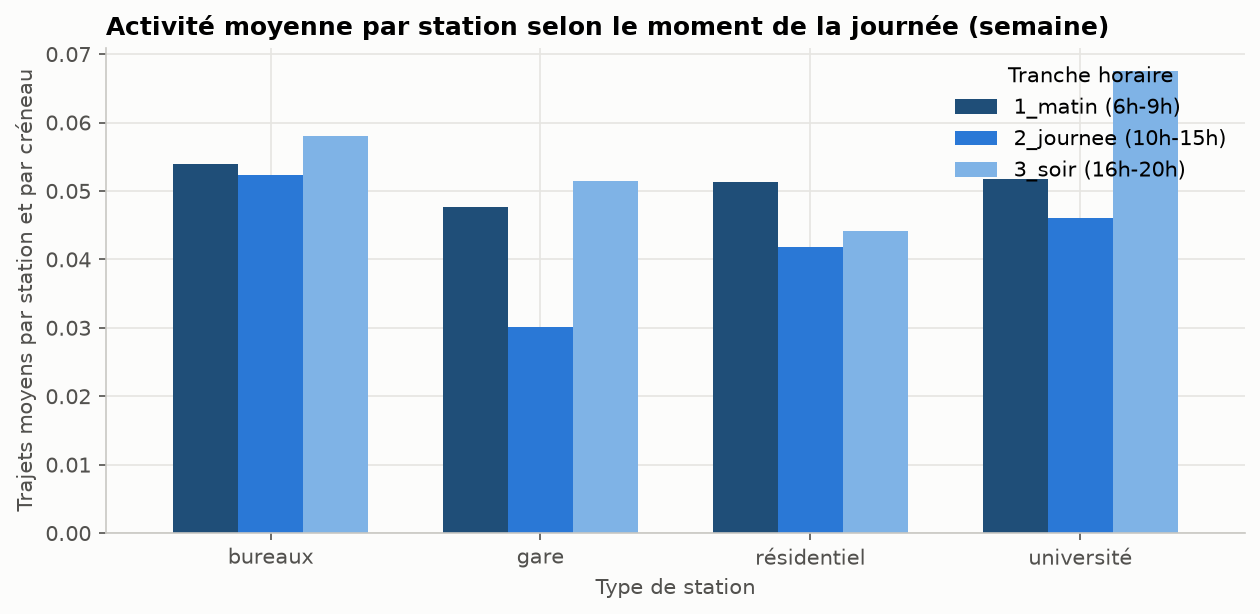 Activité moyenne par station selon le moment de la journée (semaine)
Trajets moyens par station et par créneau
0.07
0.06
0.05
0.04
0.03
0.02
0.01
0.00
Tranche horaire
1_matin (6h-9h)
2_journee (10h-15h)
3_soir (16h-20h)
bureaux
gare
résidentiel
université
Type de station